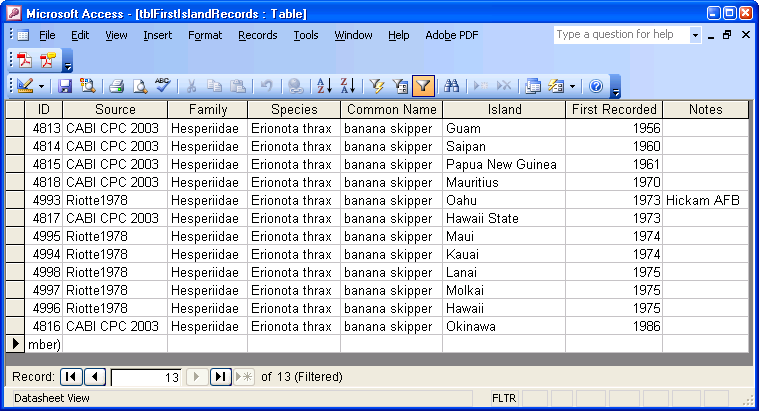 Microsoft Access - [tblFirstIslandRecords : Table]
File Edit View Insert Format Records Tools Window Help Adobe PDF Type a question for help
ID Source Family Species Common Name Island First Recorded Notes
4813 CABI CPC 2003 Hesperiidae Erionota thrax banana skipper Guam 1956
4814 CABI CPC 2003 Hesperiidae Erionota thrax banana skipper Saipan 1960
4815 CABI CPC 2003 Hesperiidae Erionota thrax banana skipper Papua New Guinea 1961
4818 CABI CPC 2003 Hesperiidae Erionota thrax banana skipper Mauritius 1970
4993 Riotte1978 Hesperiidae Erionota thrax banana skipper Oahu 1973 Hickam AFB
4817 CABI CPC 2003 Hesperiidae Erionota thrax banana skipper Hawaii State 1973
4995 Riotte1978 Hesperiidae Erionota thrax banana skipper Maui 1974
4994 Riotte1978 Hesperiidae Erionota thrax banana skipper Kauai 1974
4998 Riotte1978 Hesperiidae Erionota thrax banana skipper Lanai 1975
4997 Riotte1978 Hesperiidae Erionota thrax banana skipper Molkai 1975
4996 Riotte1978 Hesperiidae Erionota thrax banana skipper Hawaii 1975
4816 CABI CPC 2003 Hesperiidae Erionota thrax banana skipper Okinawa 1986
mber)
Record: 13 of 13 (Filtered)
Datasheet View FLTR